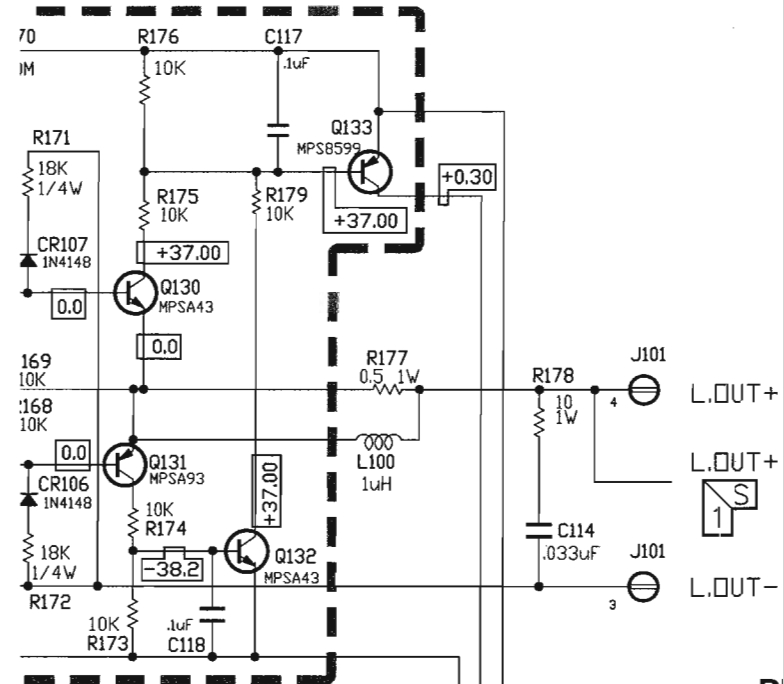 R176
C117
10K
.1uF
Q133
MPS8599
R171
18K
1/4W
+0.30
R175
10K
R179
10K
+37.00
+37.00
CR107
1N4148
Q130
MPSA43
0.0
0.0
R177
0.5 1W
R178
10
1W
J101
4
L.OUT+
10K
10K
0.0
Q131
MPSA93
L100
1uH
L.OUT+
S
1
CR106
1N4148
+37.00
10K
R174
C114
.033uF
J101
3
L.OUT-
18K
1/4W
R172
-38.2
Q132
MPSA43
10K
R173
.1uF
C118